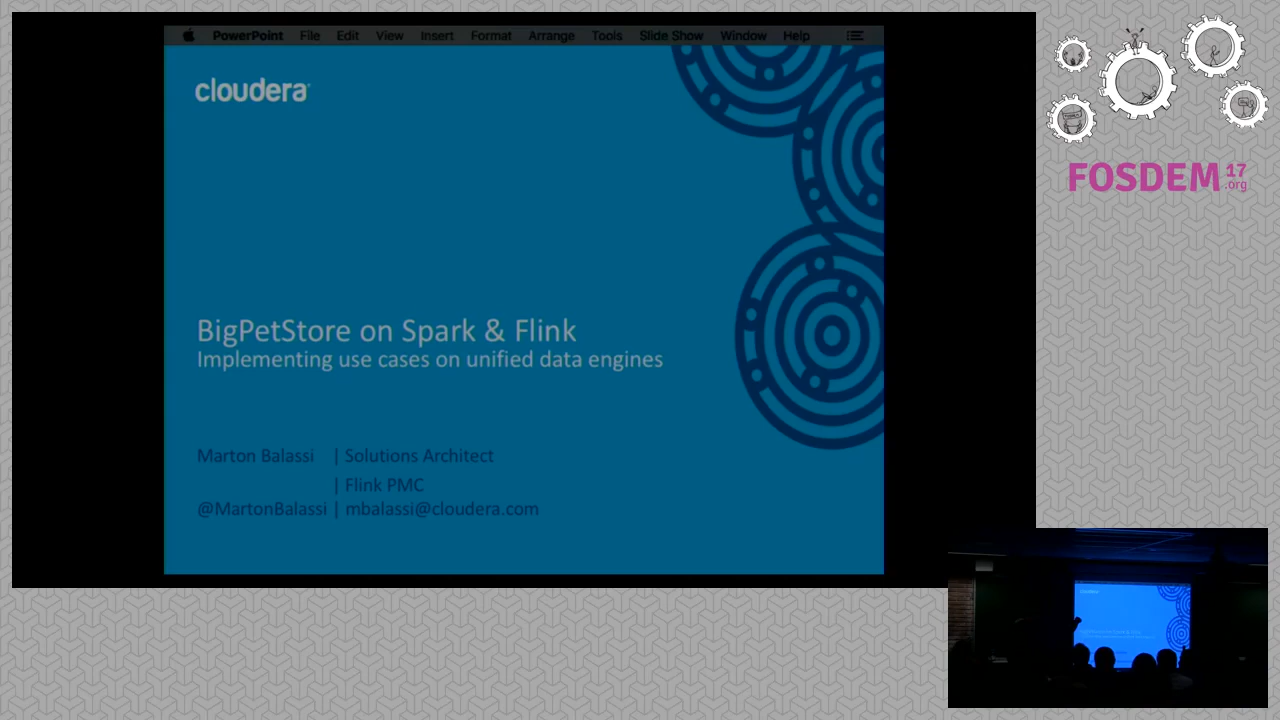 PowerPoint File Edit View Insert Format Arrange Tools Slide Show Window Help
cloudera
BigPetStore on Spark & Flink
Implementing use cases on unified data engines
Marton Balassi | Solutions Architect
| Flink PMC
@MartonBalassi | mbalassi@cloudera.com
FOSDEM 17
.org